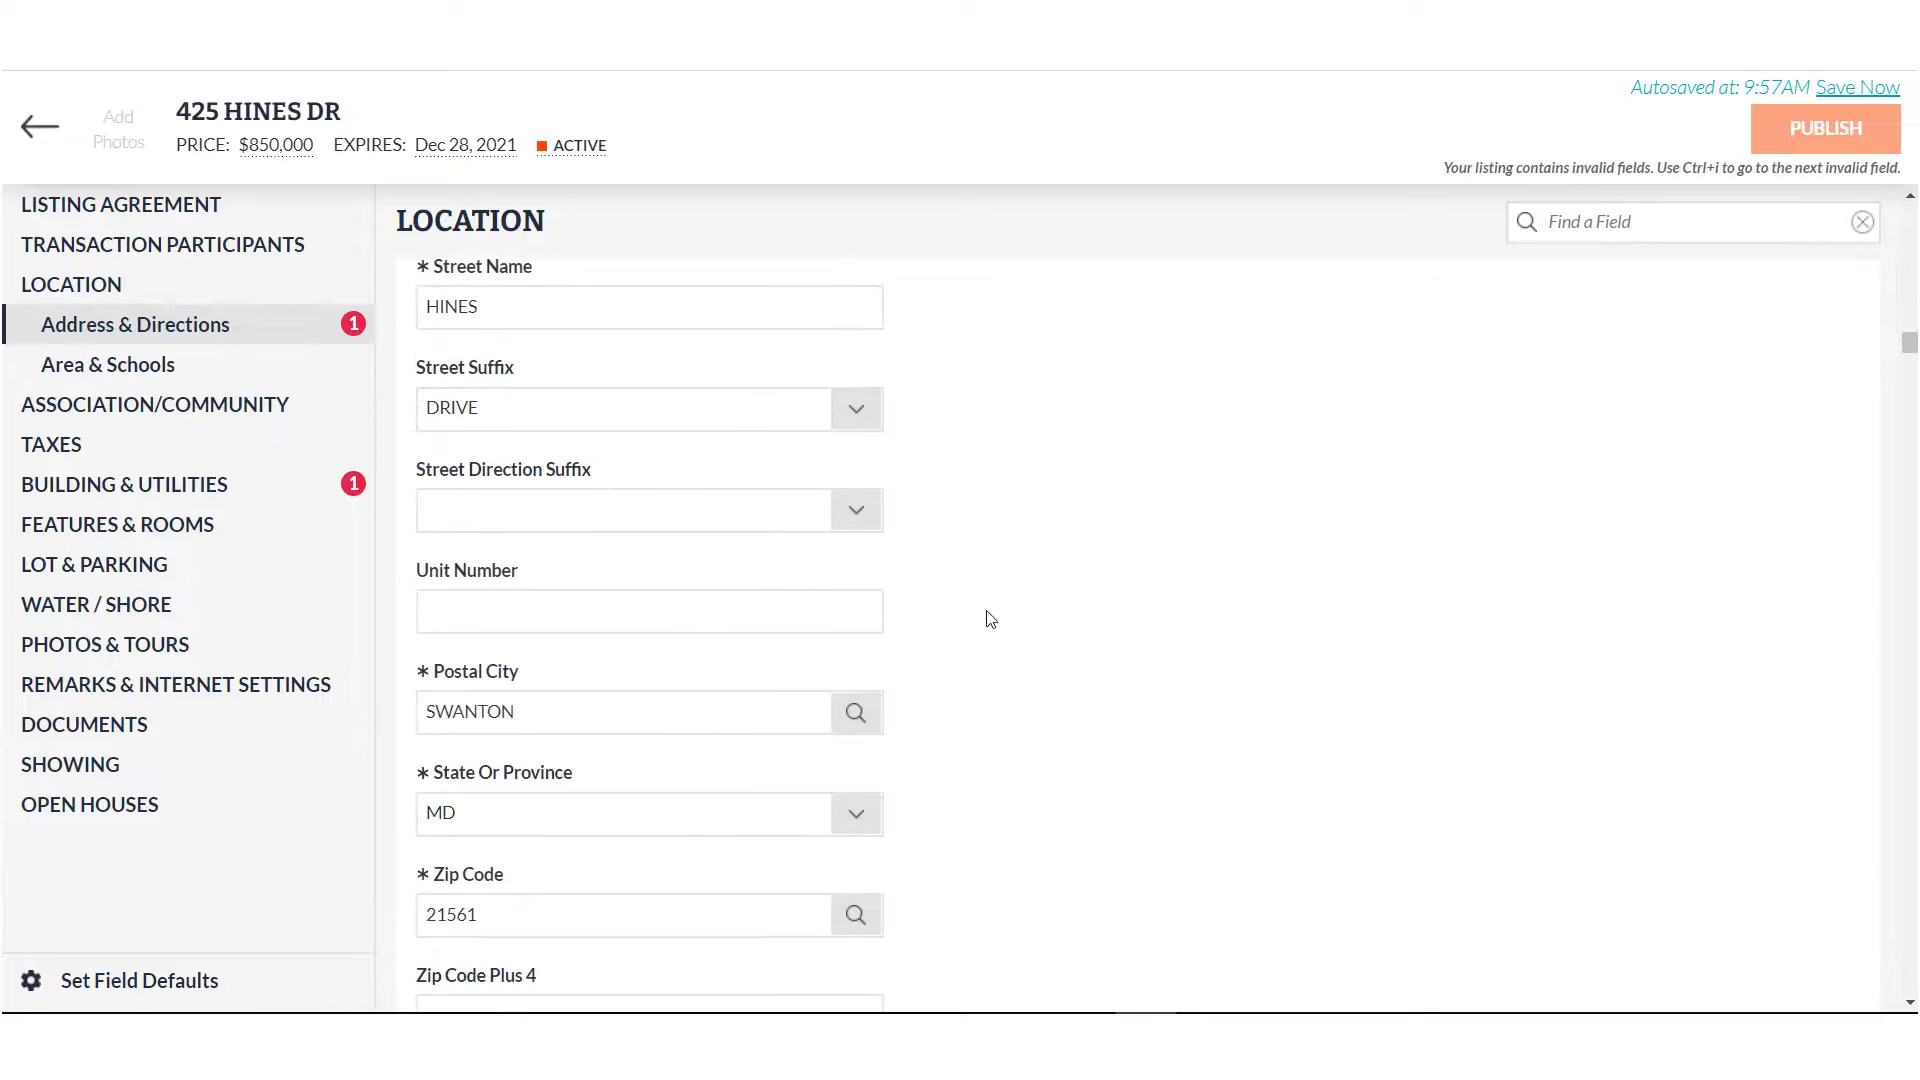 Autosaved at: 9:57AM Save Now
Add
Photos
425 HINES DR
PRICE: $850,000 EXPIRES: Dec 28, 2021 ACTIVE
PUBLISH
Your listing contains invalid fields. Use Ctrl+i to go to the next invalid field.
LISTING AGREEMENT
TRANSACTION PARTICIPANTS
LOCATION
Address & Directions 1
Area & Schools
ASSOCIATION/COMMUNITY
TAXES
BUILDING & UTILITIES 1
FEATURES & ROOMS
LOT & PARKING
WATER / SHORE
PHOTOS & TOURS
REMARKS & INTERNET SETTINGS
DOCUMENTS
SHOWING
OPEN HOUSES
Set Field Defaults
LOCATION
Find a Field
* Street Name
HINES
Street Suffix
DRIVE
Street Direction Suffix
Unit Number
* Postal City
SWANTON
* State Or Province
MD
* Zip Code
21561
Zip Code Plus 4